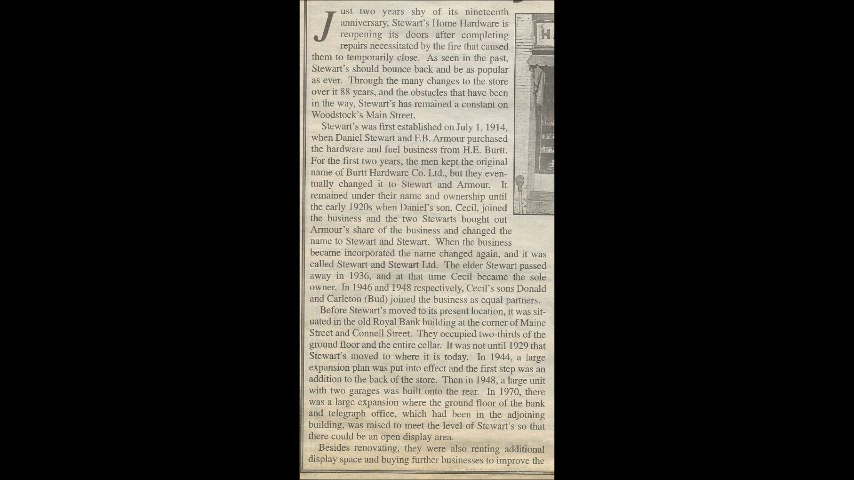 Just two years shy of its nineteenth
anniversary, Stewart's Home Hardware is
reopening its doors after completing
repairs necessitated by the fire that caused
them to temporarily close. As seen in the past,
Stewart's should bounce back and be as popular
as ever. Through the many changes to the store
over it 88 years, and the obstacles that have been
in the way, Stewart's has remained a constant on
Woodstock's Main Street.
Stewart's was first established on July 1, 1914,
when Daniel Stewart and F.B. Armour purchased
the hardware and fuel business from H.E. Burtt.
For the first two years, the men kept the original
name of Burtt Hardware Co. Ltd., but they even-
tually changed it to Stewart and Armour. It
remained under their name and ownership until
the early 1920s when Daniel's son, Cecil, joined
the business and the two Stewarts bought out
Armour's share of the business and changed the
name to Stewart and Stewart. When the business
became incorporated the name changed again, and it was
called Stewart and Stewart Ltd. The elder Stewart passed
away in 1936, and at that time Cecil became the sole
owner. In 1946 and 1948 respectively, Cecil's sons Donald
and Carleton (Bud) joined the business as equal partners.
Before Stewart's moved to its present location, it was sit-
uated in the old Royal Bank building at the corner of Maine
Street and Connell Street. They occupied two-thirds of the
ground floor and the entire cellar. It was not until 1929 that
Stewart's moved to where it is today. In 1944, a large
expansion plan was put into effect and the first step was an
addition to the back of the store. Then in 1948, a large unit
with two garages was built onto the rear. In 1970, there
was a large expansion where the ground floor of the bank
and telegraph office, which had been in the adjoining
building, was raised to meet the level of Stewart's so that
there could be an open display area.
Besides renovating, they were also renting additional
display space and buying further businesses to improve the